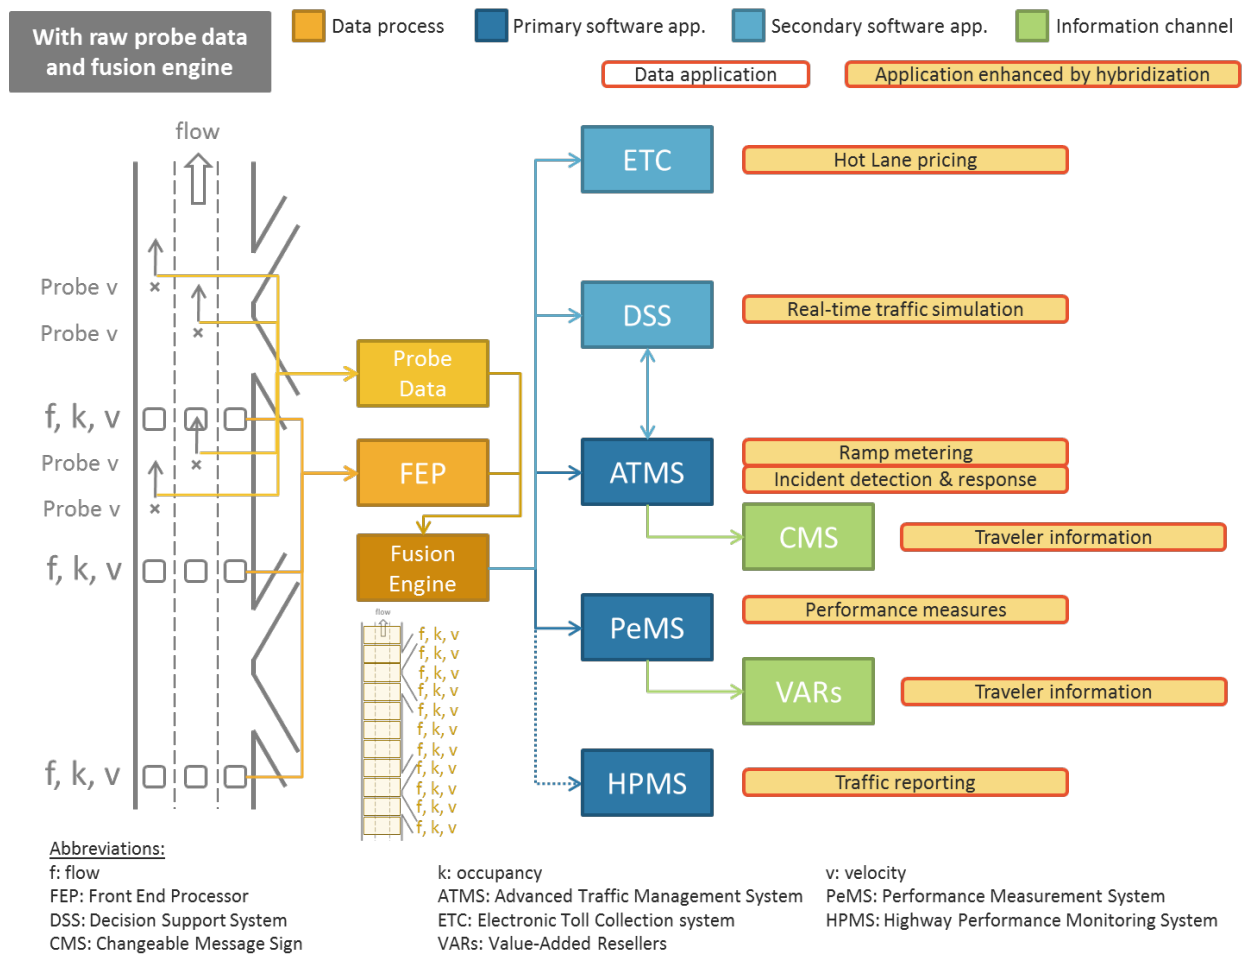 With raw probe data
and fusion engine
Data process
Primary software app.
Secondary software app.
Information channel
Data application
Application enhanced by hybridization
flow
Probe v
Probe v
f, k, v
Probe v
Probe v
f, k, v
f, k, v
Probe
Data
FEP
Fusion
Engine
flow
f, k, v
f, k, v
f, k, v
f, k, v
f, k, v
f, k, v
f, k, v
f, k, v
f, k, v
f, k, v
f, k, v
ETC
Hot Lane pricing
DSS
Real-time traffic simulation
ATMS
Ramp metering
Incident detection & response
CMS
Traveler information
PeMS
Performance measures
VARs
Traveler information
HPMS
Traffic reporting
Abbreviations:
f: flow
k: occupancy
v: velocity
FEP: Front End Processor
ATMS: Advanced Traffic Management System
PeMS: Performance Measurement System
DSS: Decision Support System
ETC: Electronic Toll Collection system
HPMS: Highway Performance Monitoring System
CMS: Changeable Message Sign
VARs: Value-Added Resellers